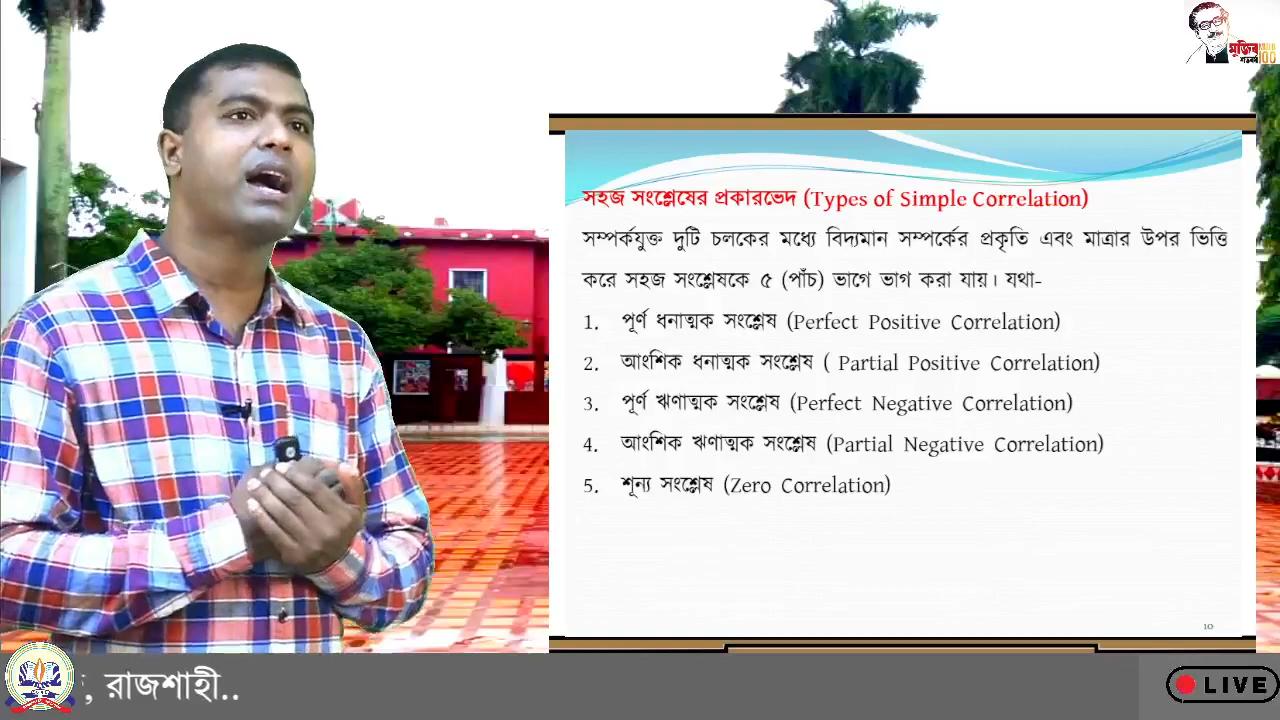 মুজিব
শতবর্ষ 100
সহজ সংশ্লেষের প্রকারভেদ (Types of Simple Correlation)
সম্পর্কযুক্ত দুটি চলকের মধ্যে বিদ্যমান সম্পর্কের প্রকৃতি এবং মাত্রার উপর ভিত্তি
করে সহজ সংশ্লেষকে ৫ (পাঁচ) ভাগে ভাগ করা যায়। যথা-
1. পূর্ণ ধনাত্মক সংশ্লেষ (Perfect Positive Correlation)
2. আংশিক ধনাত্মক সংশ্লেষ ( Partial Positive Correlation)
3. পূর্ণ ঋণাত্মক সংশ্লেষ (Perfect Negative Correlation)
4. আংশিক ঋণাত্মক সংশ্লেষ (Partial Negative Correlation)
5. শূন্য সংশ্লেষ (Zero Correlation)
10
, রাজশাহী..
LIVE